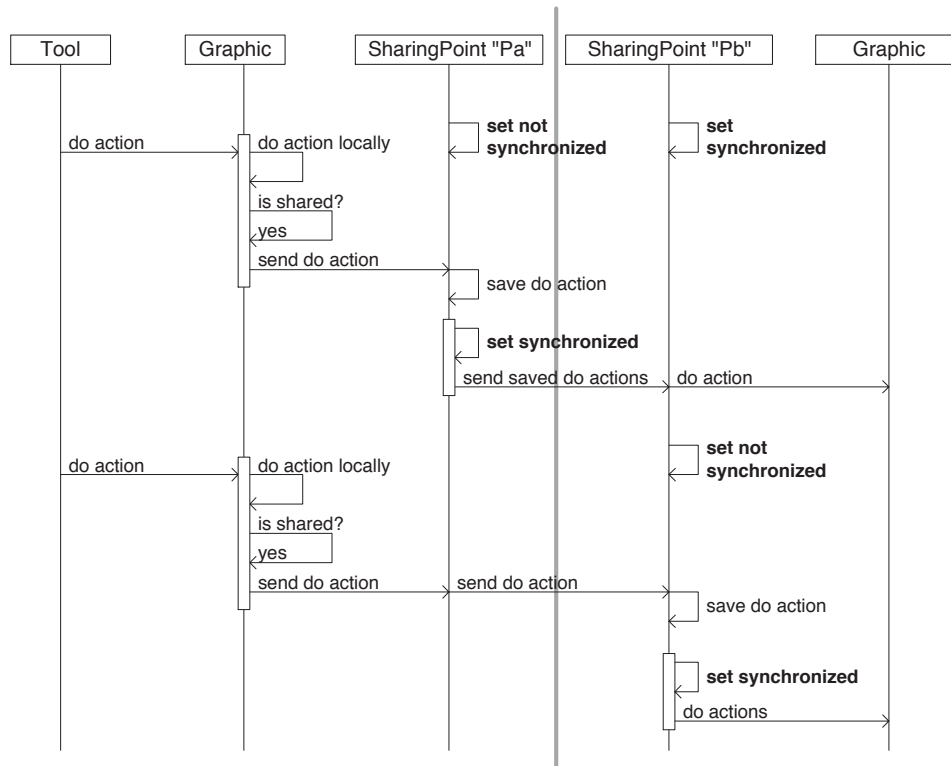 Tool
Graphic
SharingPoint "Pa"
SharingPoint "Pb"
Graphic
set not
synchronized
set
synchronized
do action
do action locally
is shared?
yes
send do action
save do action
set synchronized
send saved do actions
do action
set not
synchronized
do action
do action locally
is shared?
yes
send do action
send do action
save do action
set synchronized
do actions